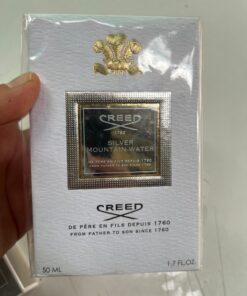 CREED
1760
SILVER
MOUNTAIN WATER
DE PÈRE EN FILS DEPUIS 1760
FROM FATHER TO SON SINCE 1760
CREED
DE PÈRE EN FILS DEPUIS 1760
FROM FATHER TO SON SINCE 1760
50 ML
1.7 FL.OZ